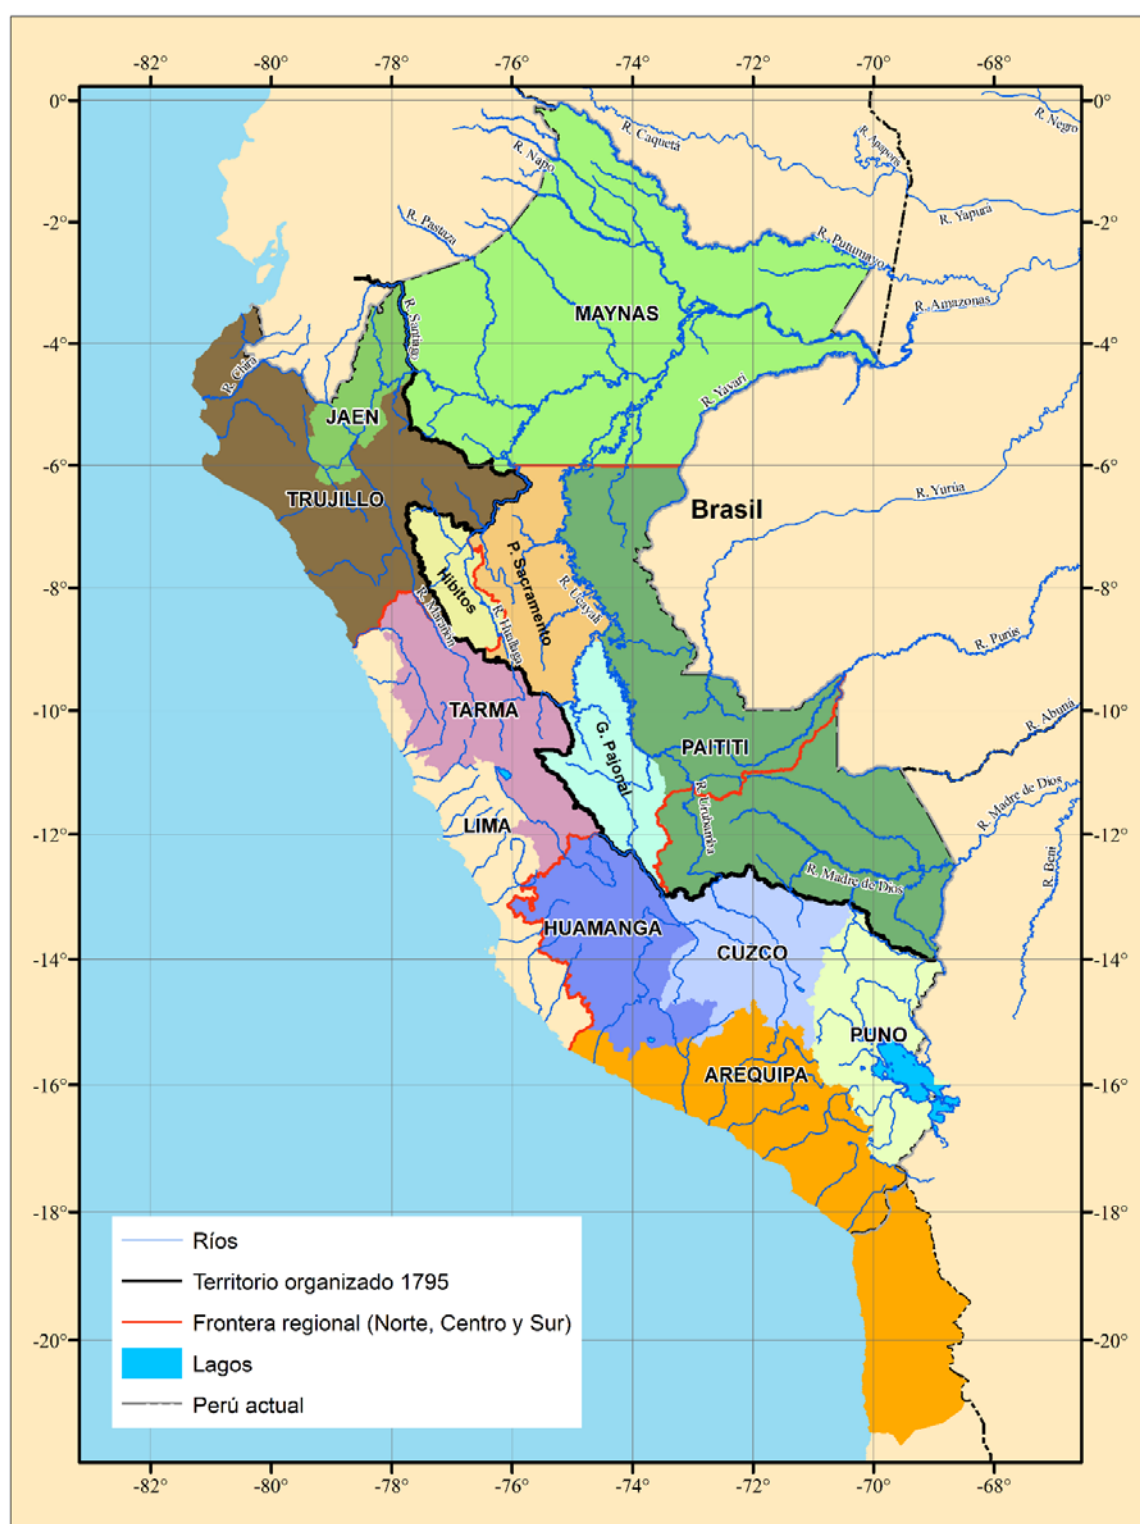 -82°
-80°
-78°
-76°
-74°
-72°
-70°
-68°
0°
0°
R. Negro
R. Caquetá
R. Apaporis
R. Napo
-2°
R. Pastaza
R. Yapurá
-2°
R. Putumayo
R. Santiago
MAYNAS
R. Amazonas
-4°
R. Chira
R. Yavarí
-4°
JAEN
-6°
-6°
TRUJILLO
Brasil
R. Yurúa
Hibitos
P. Sacramento
R. Ucayali
-8°
R. Marañón
R. Huallaga
-8°
R. Purús
TARMA
-10°
G. Pajonal
PAITITI
R. Abuná
-10°
R. Urubamba
R. Madre de Dios
LIMA
-12°
-12°
R. Beni
R. Madre de Dios
HUAMANGA
CUZCO
-14°
-14°
PUNO
AREQUIPA
-16°
-16°
-18°
-18°
Ríos
Territorio organizado 1795
Frontera regional (Norte, Centro y Sur)
-20°
-20°
Lagos
Perú actual
-82°
-80°
-78°
-76°
-74°
-72°
-70°
-68°